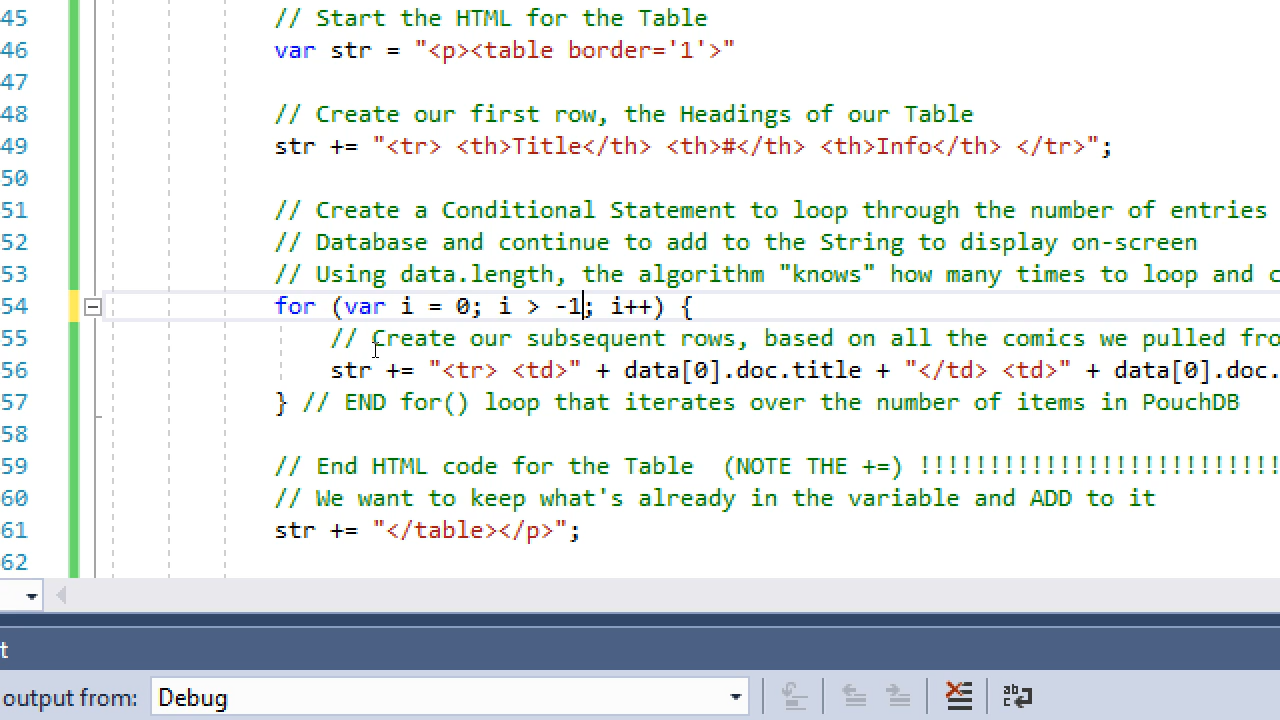 45 // Start the HTML for the Table
46 var str = "<p><table border='1'>"
47
48 // Create our first row, the Headings of our Table
49 str += "<tr> <th>Title</th> <th>#</th> <th>Info</th> </tr>";
50
51 // Create a Conditional Statement to loop through the number of entries
52 // Database and continue to add to the String to display on-screen
53 // Using data.length, the algorithm "knows" how many times to loop and c
54 for (var i = 0; i > -1; i++) {
55 // Create our subsequent rows, based on all the comics we pulled fro
56 str += "<tr> <td>" + data[0].doc.title + "</td> <td>" + data[0].doc.
57 } // END for() loop that iterates over the number of items in PouchDB
58
59 // End HTML code for the Table  (NOTE THE +=) !!!!!!!!!!!!!!!!!!!!!!!!!!
60 // We want to keep what's already in the variable and ADD to it
61 str += "</table></p>";
62
t
output from: Debug